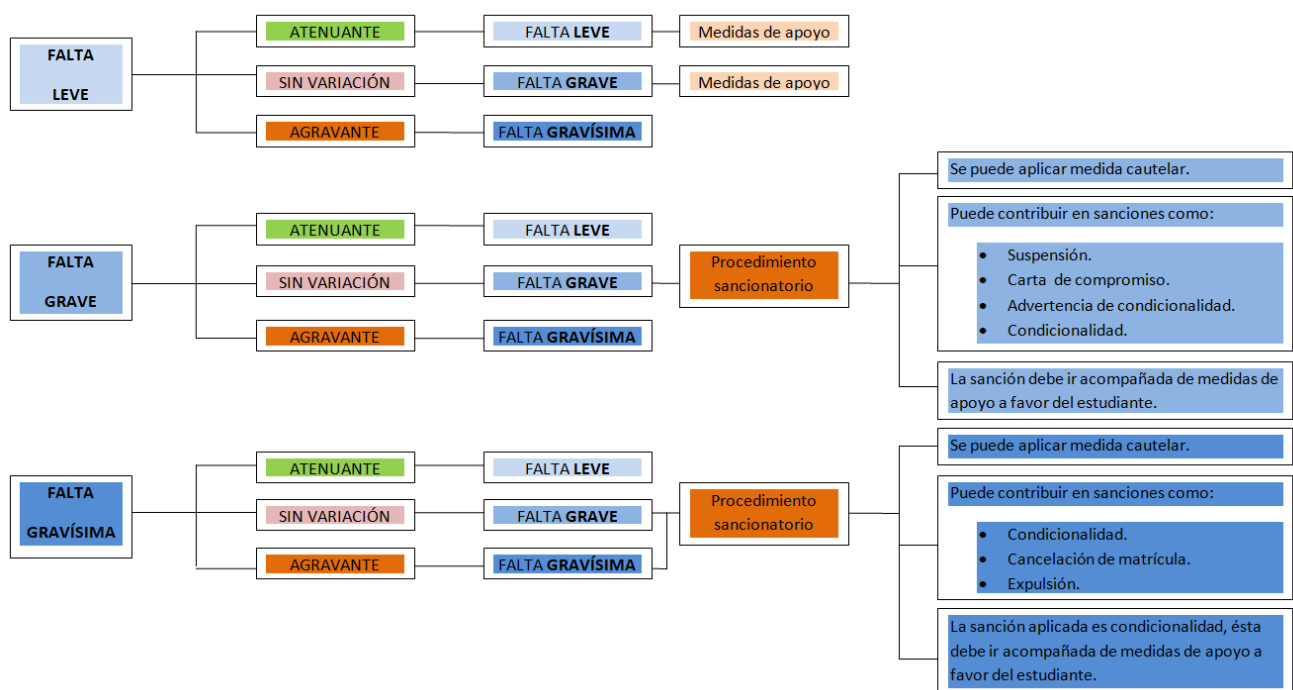 FALTA
LEVE
ATENUANTE
FALTA LEVE
Medidas de apoyo
SIN VARIACIÓN
FALTA GRAVE
Medidas de apoyo
AGRAVANTE
FALTA GRAVÍSIMA
FALTA
GRAVE
ATENUANTE
FALTA LEVE
SIN VARIACIÓN
FALTA GRAVE
AGRAVANTE
FALTA GRAVÍSIMA
Procedimiento
sancionatorio
Se puede aplicar medida cautelar.
Puede contribuir en sanciones como:
• Suspensión.
• Carta de compromiso.
• Advertencia de condicionalidad.
• Condicionalidad.
La sanción debe ir acompañada de medidas de
apoyo a favor del estudiante.
FALTA
GRAVÍSIMA
ATENUANTE
FALTA LEVE
SIN VARIACIÓN
FALTA GRAVE
AGRAVANTE
FALTA GRAVÍSIMA
Procedimiento
sancionatorio
Se puede aplicar medida cautelar.
Puede contribuir en sanciones como:
• Condicionalidad.
• Cancelación de matrícula.
• Expulsión.
La sanción aplicada es condicionalidad, ésta
debe ir acompañada de medidas de apoyo a
favor del estudiante.